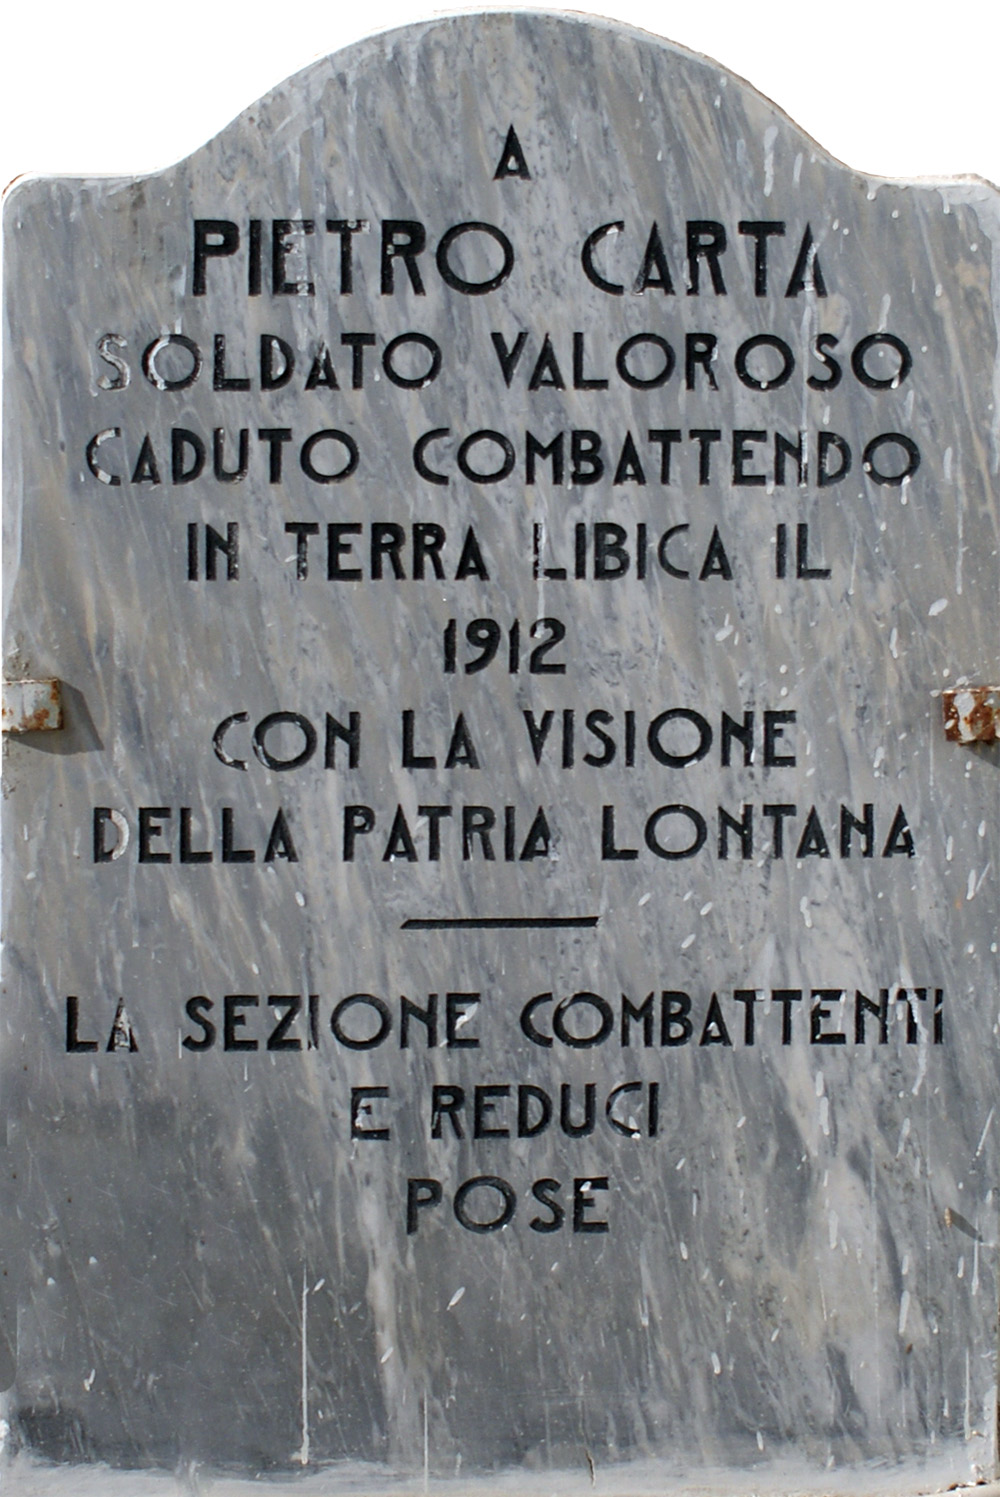 A
PIETRO CARTA
SOLDATO VALOROSO
CADUTO COMBATTENDO
IN TERRA LIBICA IL
1912
CON LA VISIONE
DELLA PATRIA LONTANA
LA SEZIONE COMBATTENTI
E REDUCI
POSE